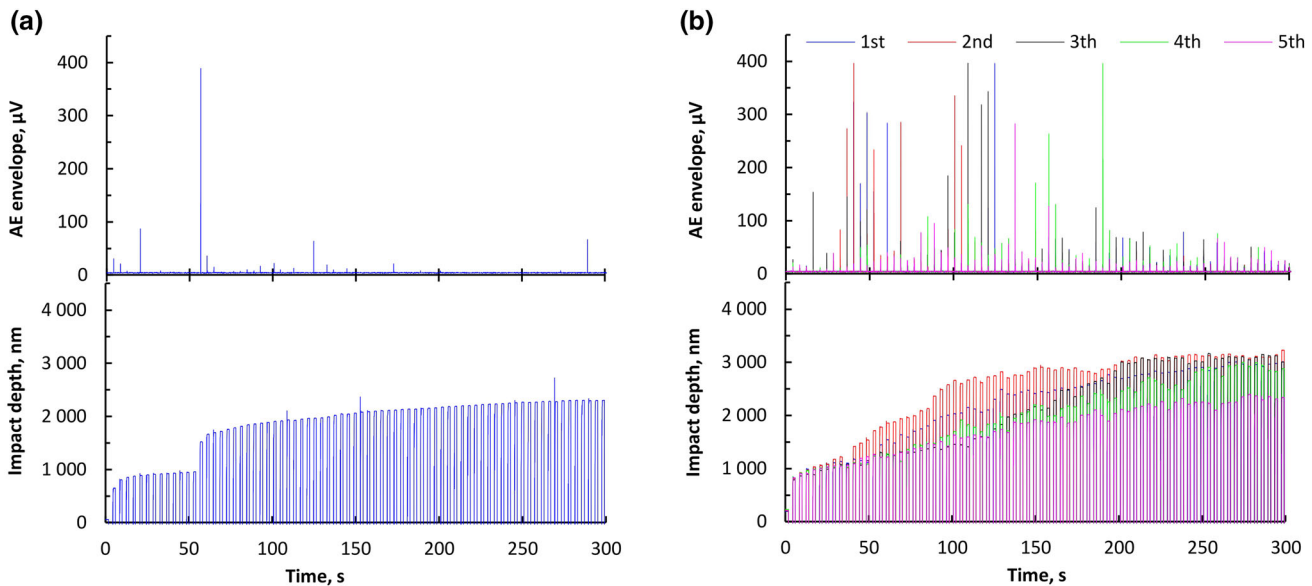 (a)
AE envelope, µV
400
300
200
100
0
Impact depth, nm
4 000
3 000
2 000
1 000
0
0 50 100 150 200 250 300
Time, s
(b)
1st 2nd 3th 4th 5th
AE envelope, µV
400
300
200
100
0
Impact depth, nm
4 000
3 000
2 000
1 000
0
0 50 100 150 200 250 300
Time, s